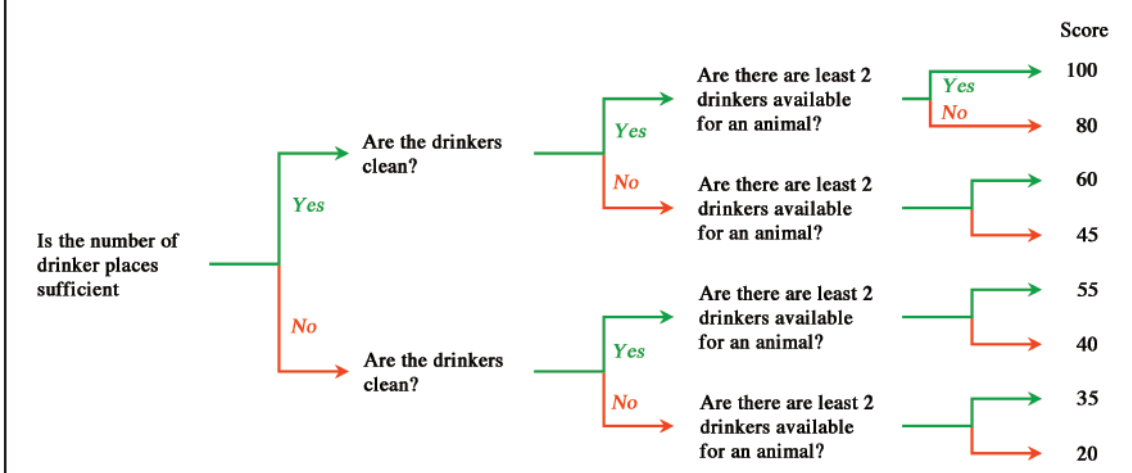 Score
Is the number of
drinker places
sufficient
Yes
No
Are the drinkers
clean?
Yes
No
Are there are least 2
drinkers available
for an animal?
Yes
No
100
80
Are there are least 2
drinkers available
for an animal?
60
45
Are the drinkers
clean?
Yes
No
Are there are least 2
drinkers available
for an animal?
55
40
Are there are least 2
drinkers available
for an animal?
35
20